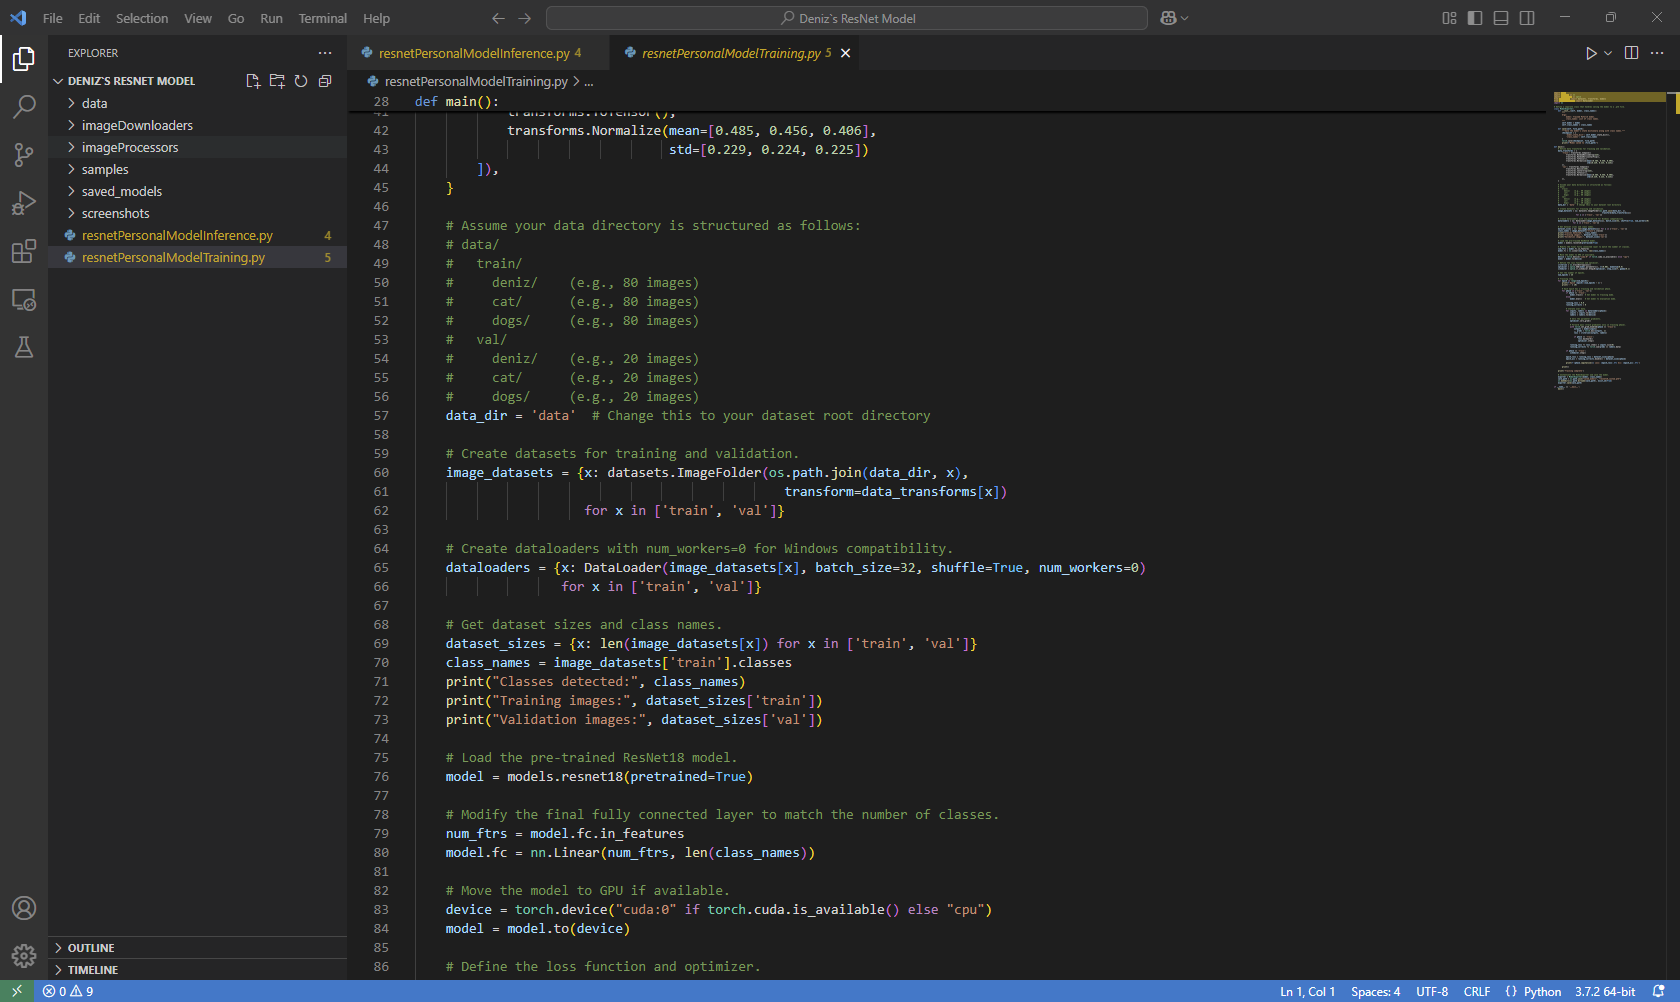 File Edit Selection View Go Run Terminal Help
Deniz's ResNet Model
EXPLORER
DENIZ'S RESNET MODEL
data
imageDownloaders
imageProcessors
samples
saved_models
screenshots
resnetPersonalModelInference.py 4
resnetPersonalModelTraining.py 5
OUTLINE
TIMELINE
resnetPersonalModelInference.py 4
resnetPersonalModelTraining.py 5
resnetPersonalModelTraining.py > ...
28 def main():
41 transforms.ToTensor(),
42 transforms.Normalize(mean=[0.485, 0.456, 0.406],
43 std=[0.229, 0.224, 0.225])
44 ]),
45 }
46
47 # Assume your data directory is structured as follows:
48 # data/
49 #   train/
50 #     deniz/    (e.g., 80 images)
51 #     cat/      (e.g., 80 images)
52 #     dogs/     (e.g., 80 images)
53 #   val/
54 #     deniz/    (e.g., 20 images)
55 #     cat/      (e.g., 20 images)
56 #     dogs/     (e.g., 20 images)
57 data_dir = 'data'  # Change this to your dataset root directory
58
59 # Create datasets for training and validation.
60 image_datasets = {x: datasets.ImageFolder(os.path.join(data_dir, x),
61 transform=data_transforms[x])
62 for x in ['train', 'val']}
63
64 # Create dataloaders with num_workers=0 for Windows compatibility.
65 dataloaders = {x: DataLoader(image_datasets[x], batch_size=32, shuffle=True, num_workers=0)
66 for x in ['train', 'val']}
67
68 # Get dataset sizes and class names.
69 dataset_sizes = {x: len(image_datasets[x]) for x in ['train', 'val']}
70 class_names = image_datasets['train'].classes
71 print("Classes detected:", class_names)
72 print("Training images:", dataset_sizes['train'])
73 print("Validation images:", dataset_sizes['val'])
74
75 # Load the pre-trained ResNet18 model.
76 model = models.resnet18(pretrained=True)
77
78 # Modify the final fully connected layer to match the number of classes.
79 num_ftrs = model.fc.in_features
80 model.fc = nn.Linear(num_ftrs, len(class_names))
81
82 # Move the model to GPU if available.
83 device = torch.device("cuda:0" if torch.cuda.is_available() else "cpu")
84 model = model.to(device)
85
86 # Define the loss function and optimizer.
0 9
Ln 1, Col 1 Spaces: 4 UTF-8 CRLF {} Python 3.7.2 64-bit